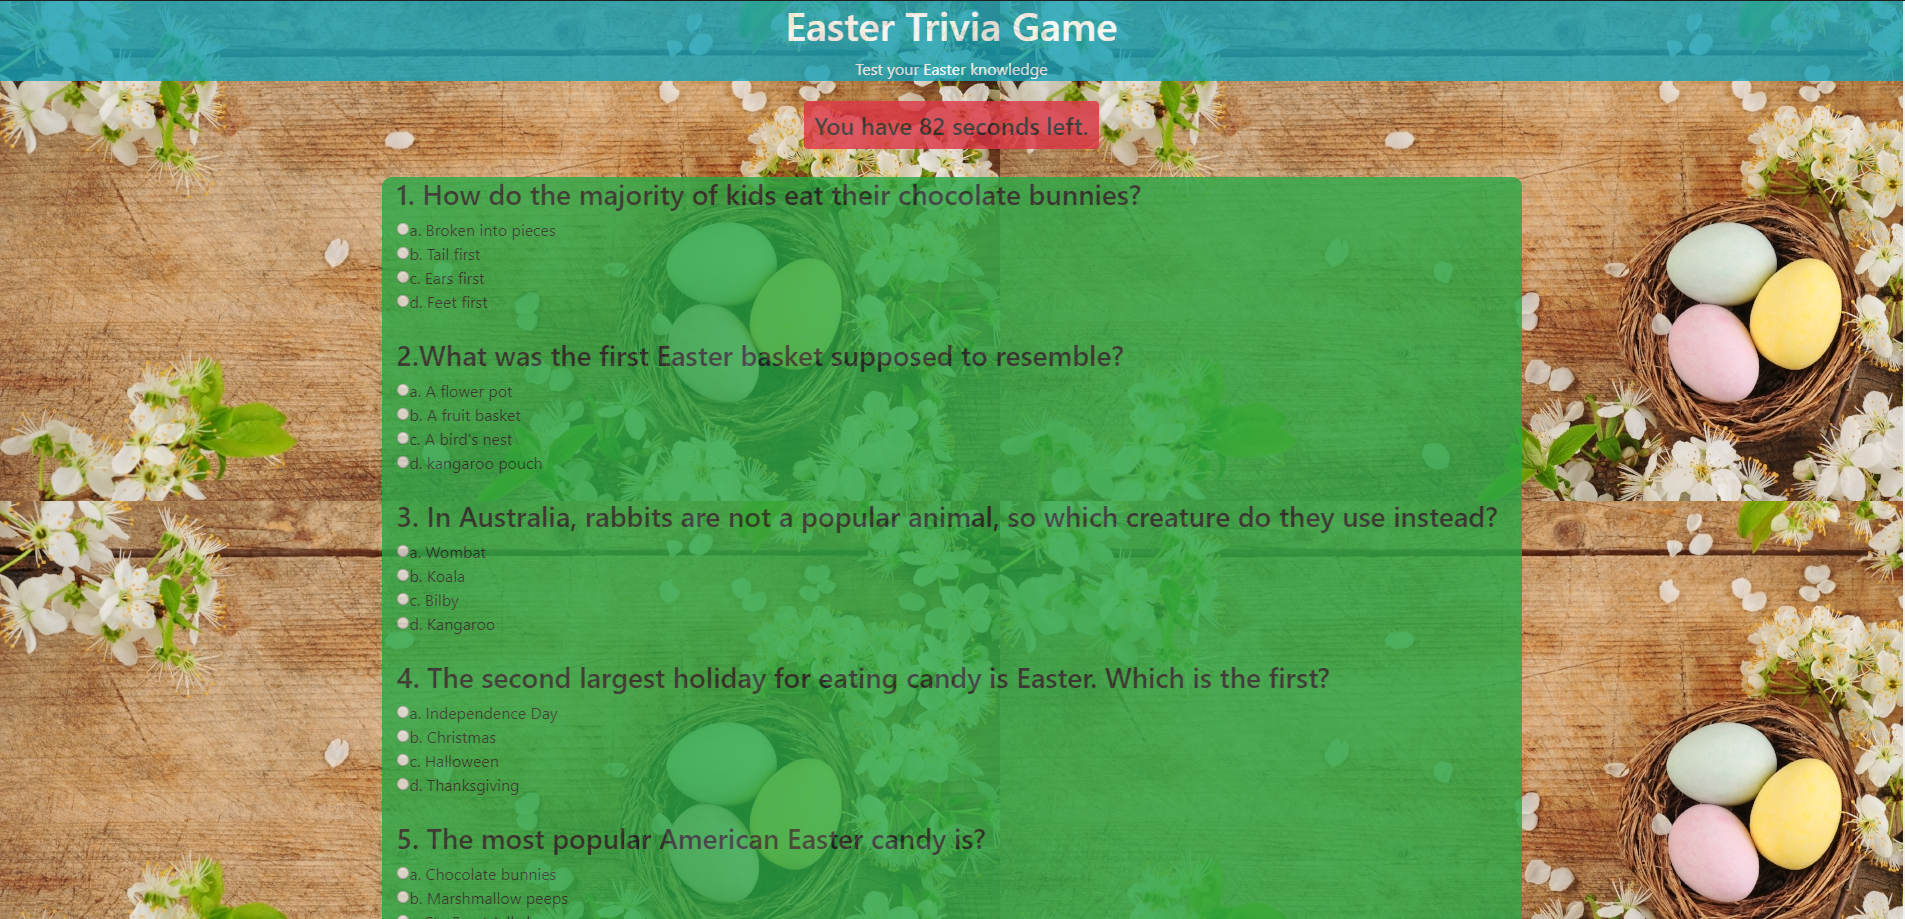 Easter Trivia Game
Test your Easter knowledge
You have 82 seconds left.
1. How do the majority of kids eat their chocolate bunnies?
a. Broken into pieces
b. Tail first
c. Ears first
d. Feet first
2.What was the first Easter basket supposed to resemble?
a. A flower pot
b. A fruit basket
c. A bird's nest
d. kangaroo pouch
3. In Australia, rabbits are not a popular animal, so which creature do they use instead?
a. Wombat
b. Koala
c. Bilby
d. Kangaroo
4. The second largest holiday for eating candy is Easter. Which is the first?
a. Independence Day
b. Christmas
c. Halloween
d. Thanksgiving
5. The most popular American Easter candy is?
a. Chocolate bunnies
b. Marshmallow peeps